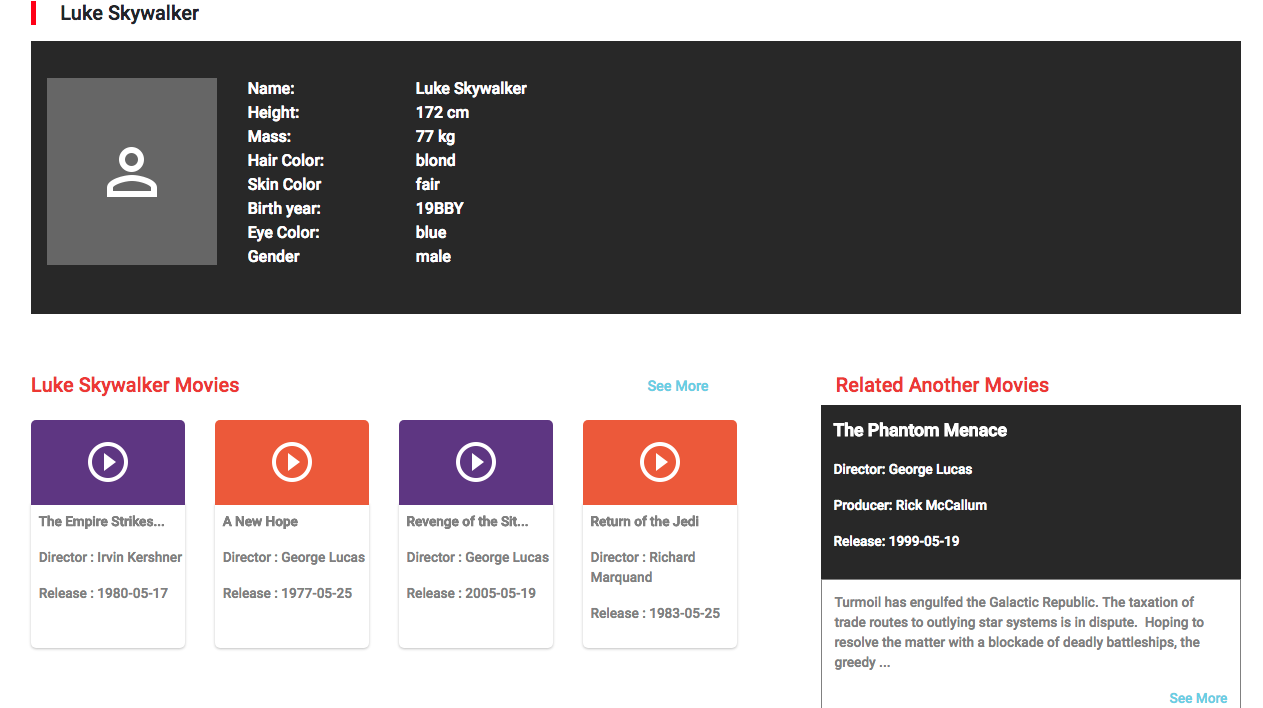 Luke Skywalker
Name: Luke Skywalker
Height: 172 cm
Mass: 77 kg
Hair Color: blond
Skin Color fair
Birth year: 19BBY
Eye Color: blue
Gender male
Luke Skywalker Movies
See More
The Empire Strikes...
Director : Irvin Kershner
Release : 1980-05-17
A New Hope
Director : George Lucas
Release : 1977-05-25
Revenge of the Sit...
Director : George Lucas
Release : 2005-05-19
Return of the Jedi
Director : Richard
Marquand
Release : 1983-05-25
Related Another Movies
The Phantom Menace
Director: George Lucas
Producer: Rick McCallum
Release: 1999-05-19
Turmoil has engulfed the Galactic Republic. The taxation of
trade routes to outlying star systems is in dispute.  Hoping to
resolve the matter with a blockade of deadly battleships, the
greedy ...
See More